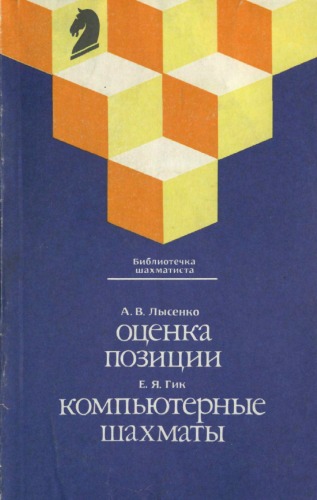 Библиотечка
шахматиста
А. В. Лысенко
оценка
позиции
Е. Я. Гик
компьютерные
шахматы